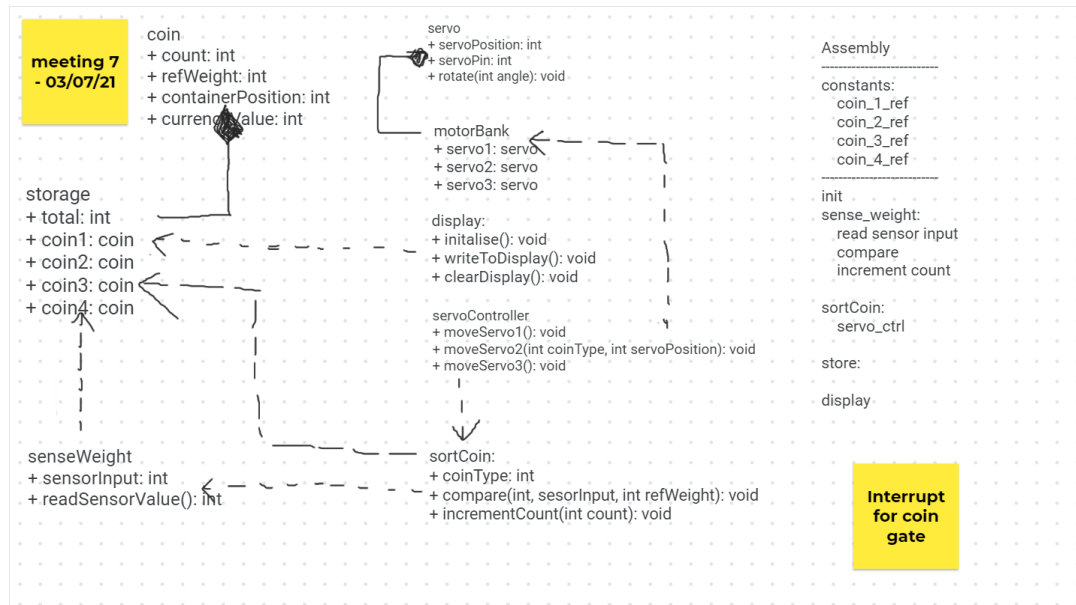 meeting 7
- 03/07/21
coin
+ count: int
+ refWeight: int
+ containerPosition: int
+ currencyValue: int
storage
+ total: int
+ coin1: coin
+ coin2: coin
+ coin3: coin
+ coin4: coin
senseWeight
+ sensorInput: int
+ readSensorValue(): int
servo
+ servoPosition: int
+ servoPin: int
+ rotate(int angle): void
motorBank
+ servo1: servo
+ servo2: servo
+ servo3: servo
display:
+ initalise(): void
+ writeToDisplay(): void
+ clearDisplay(): void
servoController
+ moveServo1(): void
+ moveServo2(int coinType, int servoPosition): void
+ moveServo3(): void
sortCoin:
+ coinType: int
+ compare(int, sesorInput, int refWeight): void
+ incrementCount(int count): void
Assembly
----------------------------
constants:
coin_1_ref
coin_2_ref
coin_3_ref
coin_4_ref
----------------------------
init
sense_weight:
read sensor input
compare
increment count
sortCoin:
servo_ctrl
store:
display
Interrupt
for coin
gate